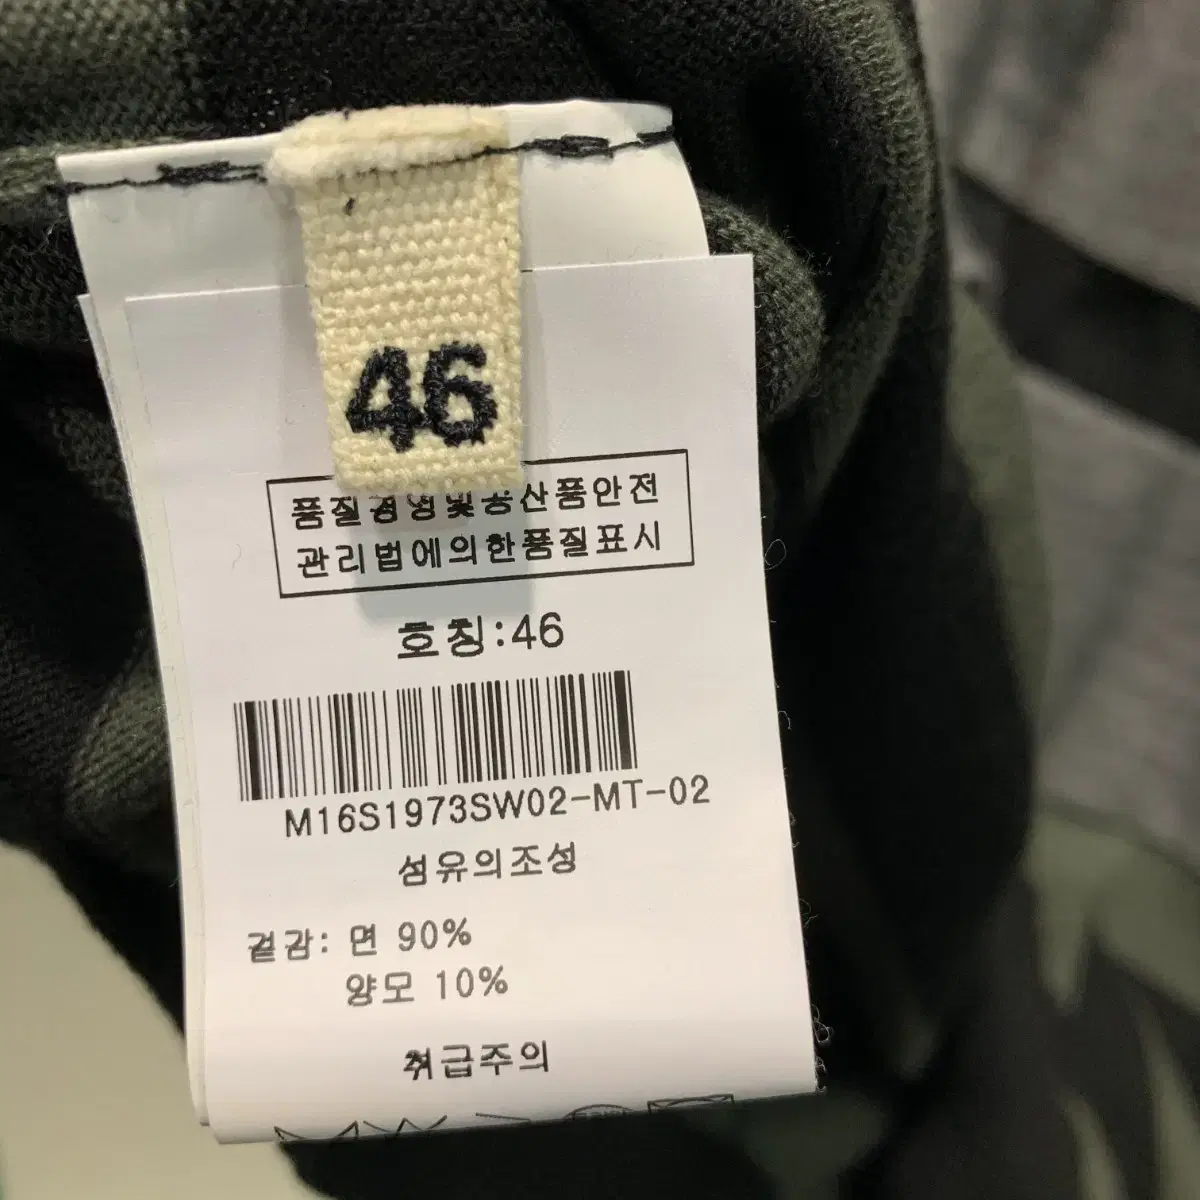 46
품질경영및공산품안전
관리법에의한품질표시
호칭:46
M16S1973SW02-MT-02
섬유의조성
겉감: 면 90%
양모 10%
취급주의